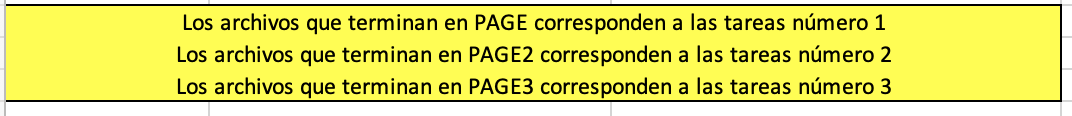 Los archivos que terminan en PAGE corresponden a las tareas número 1
Los archivos que terminan en PAGE2 corresponden a las tareas número 2
Los archivos que terminan en PAGE3 corresponden a las tareas número 3